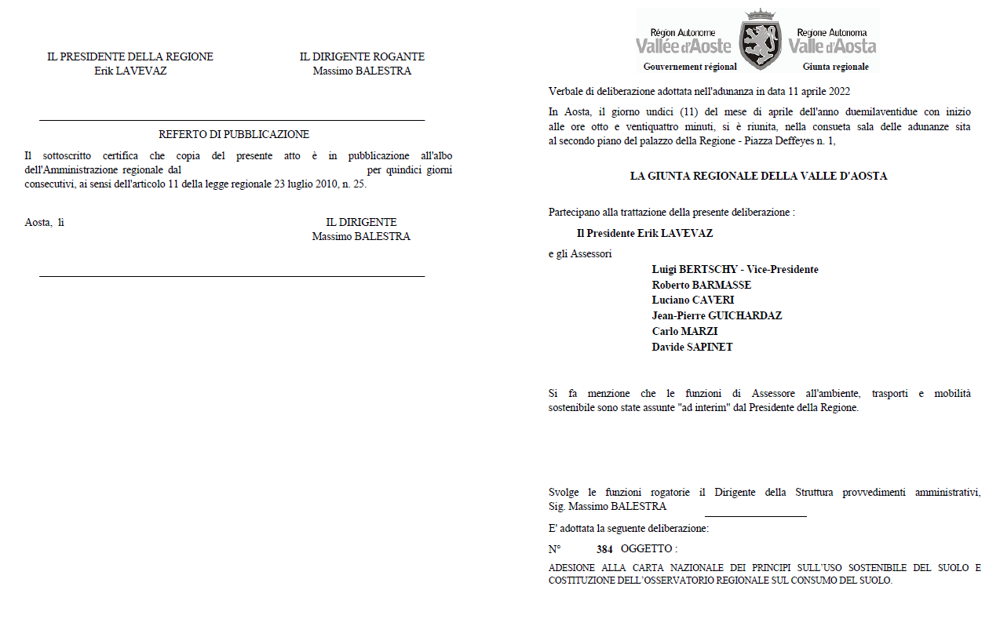 IL PRESIDENTE DELLA REGIONE
Erik LAVEVAZ
IL DIRIGENTE ROGANTE
Massimo BALESTRA
REFERTO DI PUBBLICAZIONE
Il sottoscritto certifica che copia del presente atto è in pubblicazione all'albo
dell'Amministrazione regionale dal per quindici giorni
consecutivi, ai sensi dell'articolo 11 della legge regionale 23 luglio 2010, n. 25.
Aosta, lì
IL DIRIGENTE
Massimo BALESTRA
Région Autonome
Vallée d'Aoste
Gouvernement régional
Regione Autonoma
Valle d'Aosta
Giunta regionale
Verbale di deliberazione adottata nell'adunanza in data 11 aprile 2022
In Aosta, il giorno undici (11) del mese di aprile dell'anno duemilaventidue con inizio
alle ore otto e ventiquattro minuti, si è riunita, nella consueta sala delle adunanze sita
al secondo piano del palazzo della Regione - Piazza Deffeyes n. 1,
LA GIUNTA REGIONALE DELLA VALLE D'AOSTA
Partecipano alla trattazione della presente deliberazione :
Il Presidente Erik LAVEVAZ
e gli Assessori
Luigi BERTSCHY - Vice-Presidente
Roberto BARMASSE
Luciano CAVERI
Jean-Pierre GUICHARDAZ
Carlo MARZI
Davide SAPINET
Si fa menzione che le funzioni di Assessore all'ambiente, trasporti e mobilità
sostenibile sono state assunte "ad interim" dal Presidente della Regione.
Svolge le funzioni rogatorie il Dirigente della Struttura provvedimenti amministrativi,
Sig. Massimo BALESTRA
E' adottata la seguente deliberazione:
N° 384 OGGETTO :
ADESIONE ALLA CARTA NAZIONALE DEI PRINCIPI SULL’USO SOSTENIBILE DEL SUOLO E
COSTITUZIONE DELL’OSSERVATORIO REGIONALE SUL CONSUMO DEL SUOLO.